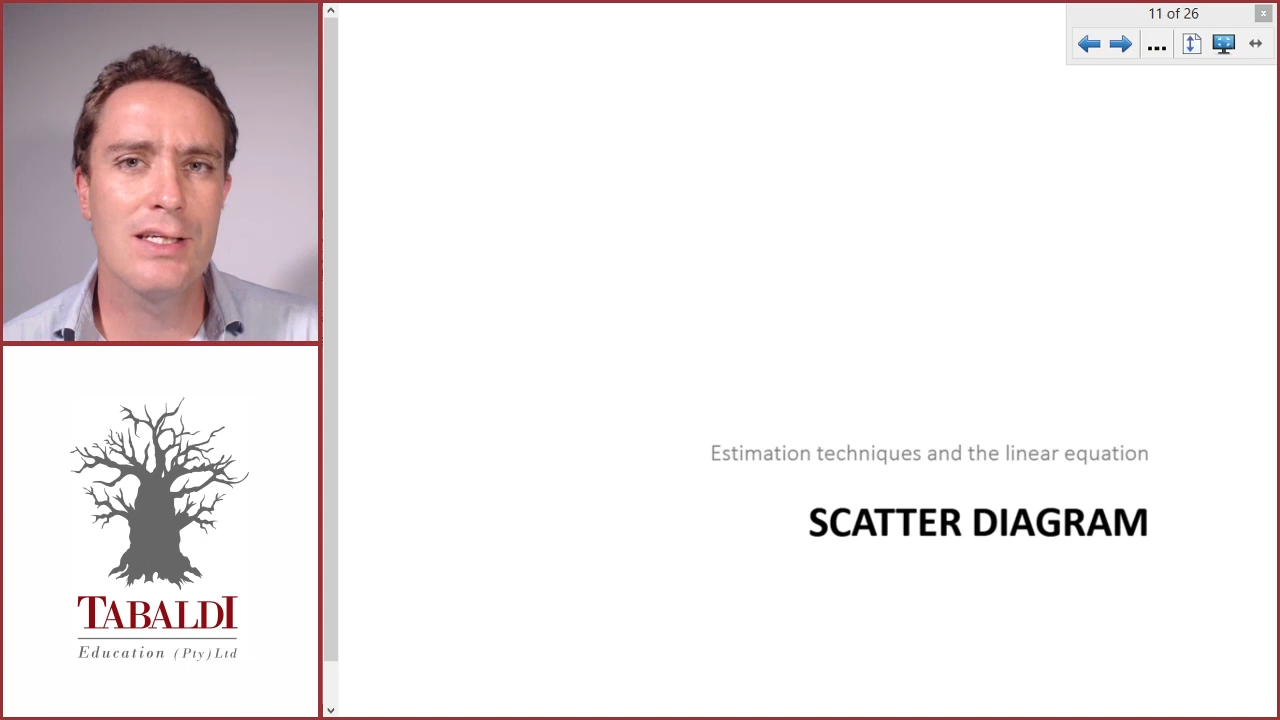 11 of 26
Estimation techniques and the linear equation
SCATTER DIAGRAM
TABALDI
Education (Pty) Ltd